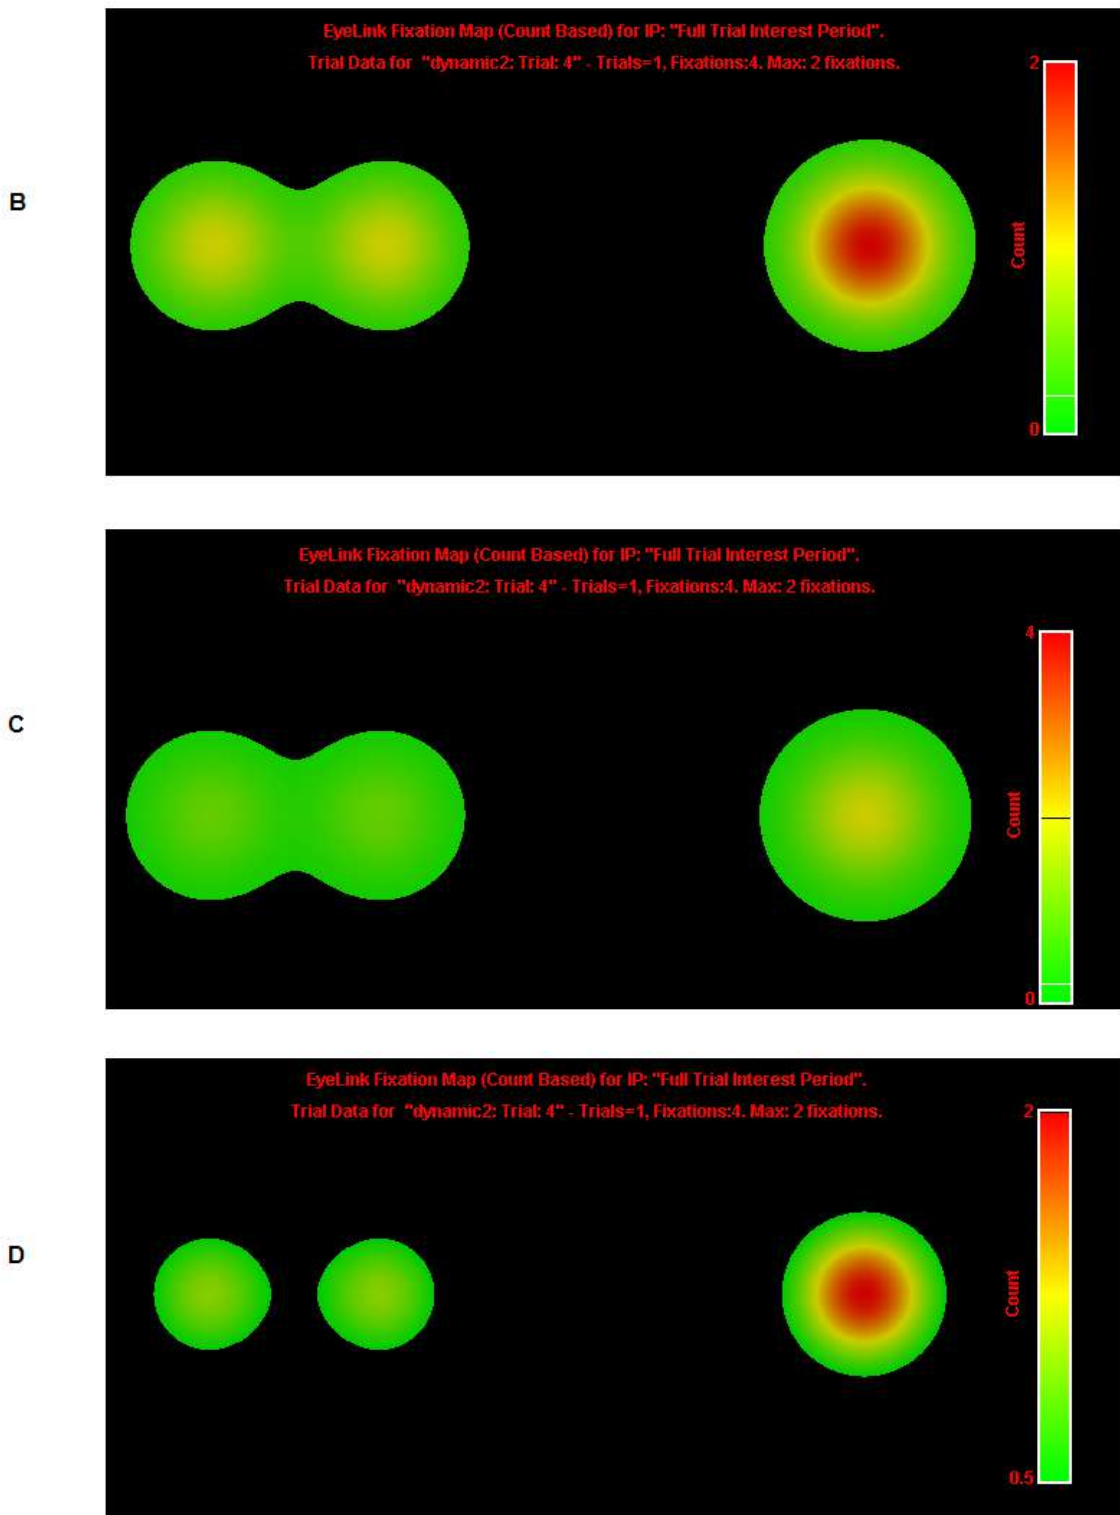 B
EyeLink Fixation Map (Count Based) for IP: "Full Trial Interest Period".
Trial Data for "dynamic2: Trial: 4" - Trials=1, Fixations:4. Max: 2 fixations.
2
Count
0
C
EyeLink Fixation Map (Count Based) for IP: "Full Trial Interest Period".
Trial Data for "dynamic2: Trial: 4" - Trials=1, Fixations:4. Max: 2 fixations.
4
Count
0
D
EyeLink Fixation Map (Count Based) for IP: "Full Trial Interest Period".
Trial Data for "dynamic2: Trial: 4" - Trials=1, Fixations:4. Max: 2 fixations.
2
Count
0.5